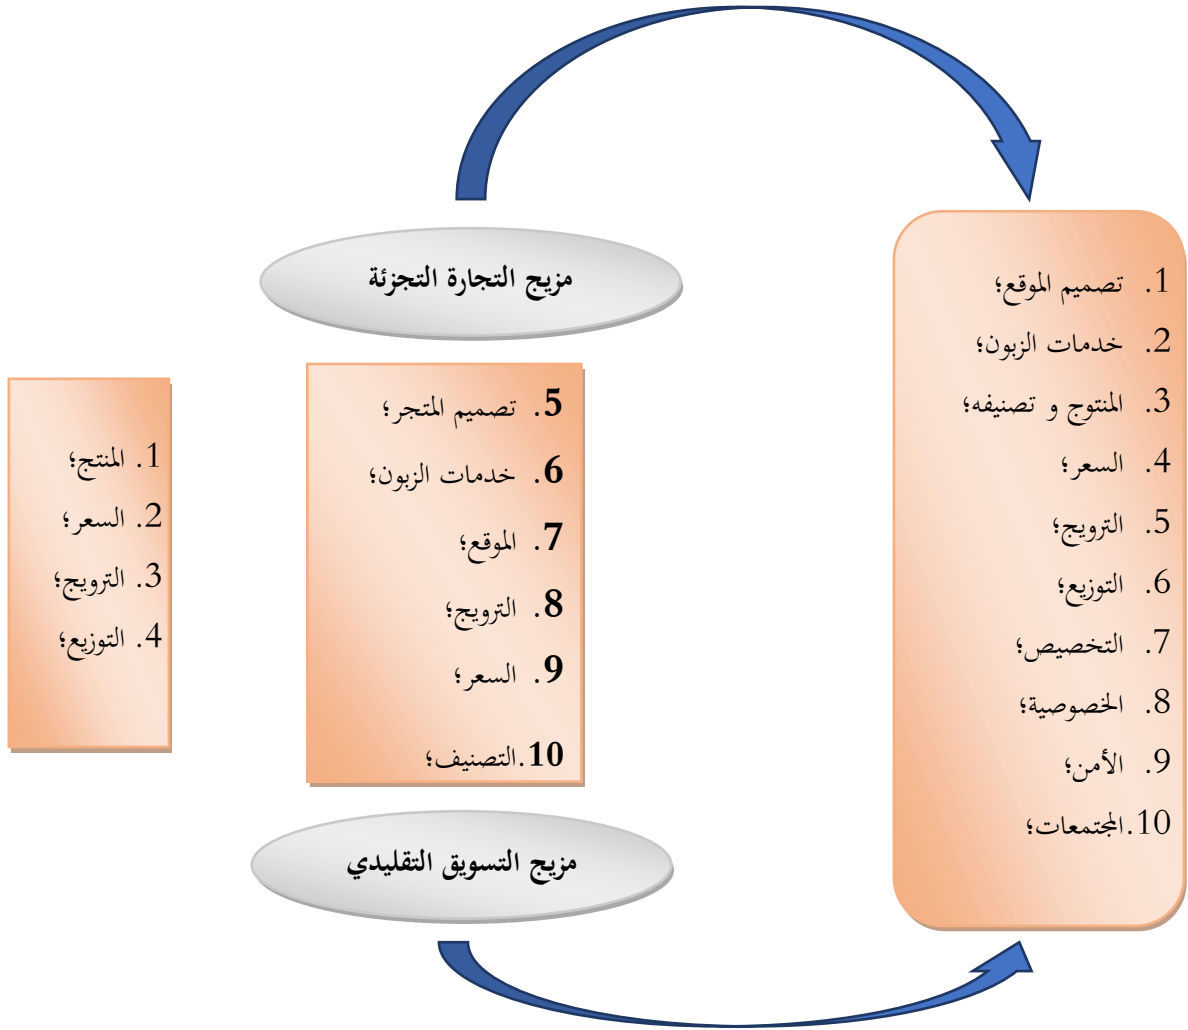 مزيج التجارة التجزئة
1. تصميم الموقع؛
2. خدمات الزبون؛
3. المنتوج و تصنيفه؛
4. السعر؛
5. الترويج؛
6. التوزيع؛
7. التخصيص؛
8. الخصوصية؛
9. الأمن؛
10.المجتمعات؛
5. تصميم المتجر؛
6. خدمات الزبون؛
7. الموقع؛
8. الترويج؛
9. السعر؛
10.التصنيف؛
1. المنتج؛
2. السعر؛
3. الترويج؛
4. التوزيع؛
مزيج التسويق التقليدي